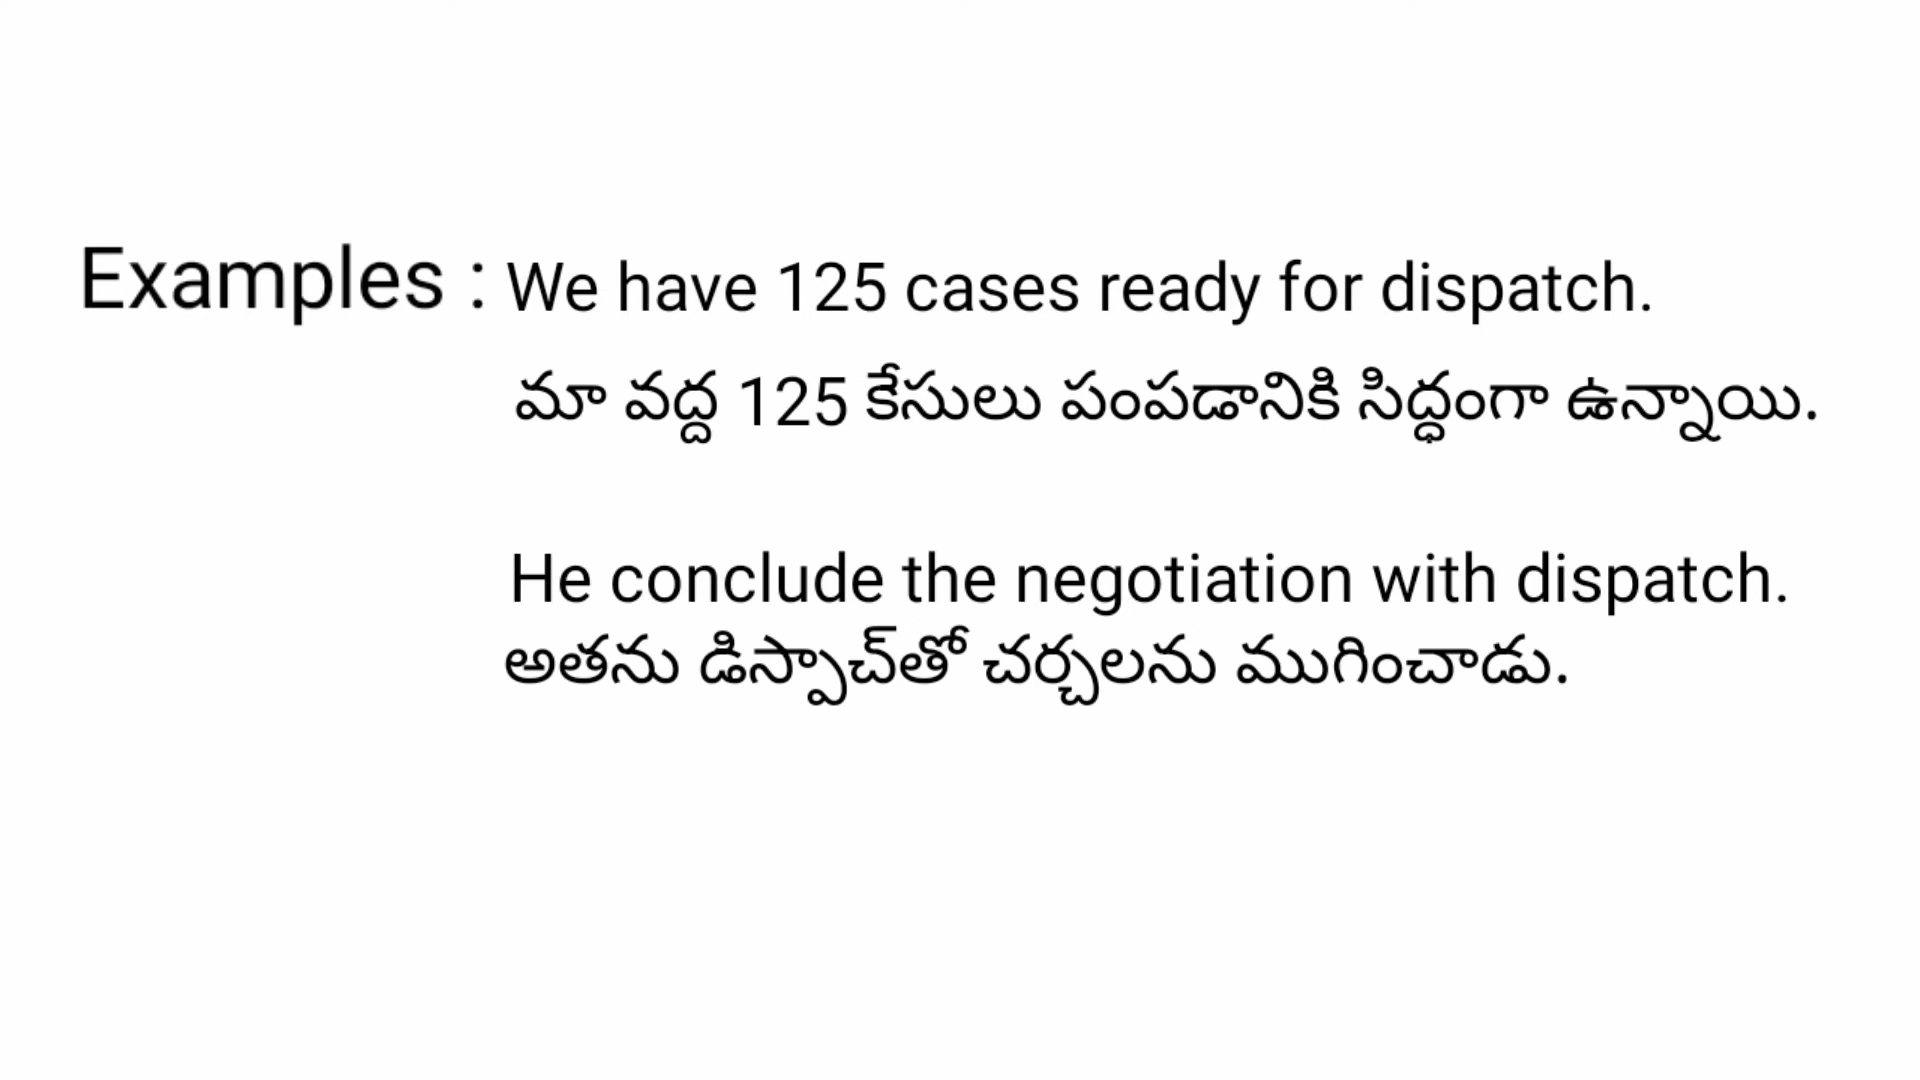 Examples : We have 125 cases ready for dispatch.
మా వద్ద 125 కేసులు పంపడానికి సిద్ధంగా ఉన్నాయి.
He conclude the negotiation with dispatch.
అతను డిస్పాచ్‌తో చర్చలను ముగించాడు.